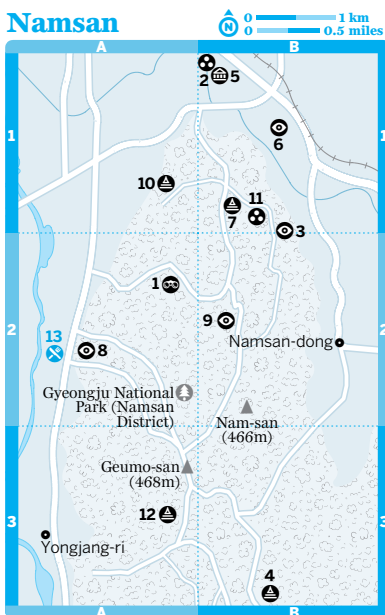 Namsan
N
0 1 km
0 0.5 miles
A B
1 1
2 5
6
10
7
11
3
1
2 2
9
13
8
Namsan-dong
Gyeongju National
Park (Namsan
District)
Nam-san
(466m)
Geumo-san
(468m)
3 3
12
Yongjang-ri
4
A B